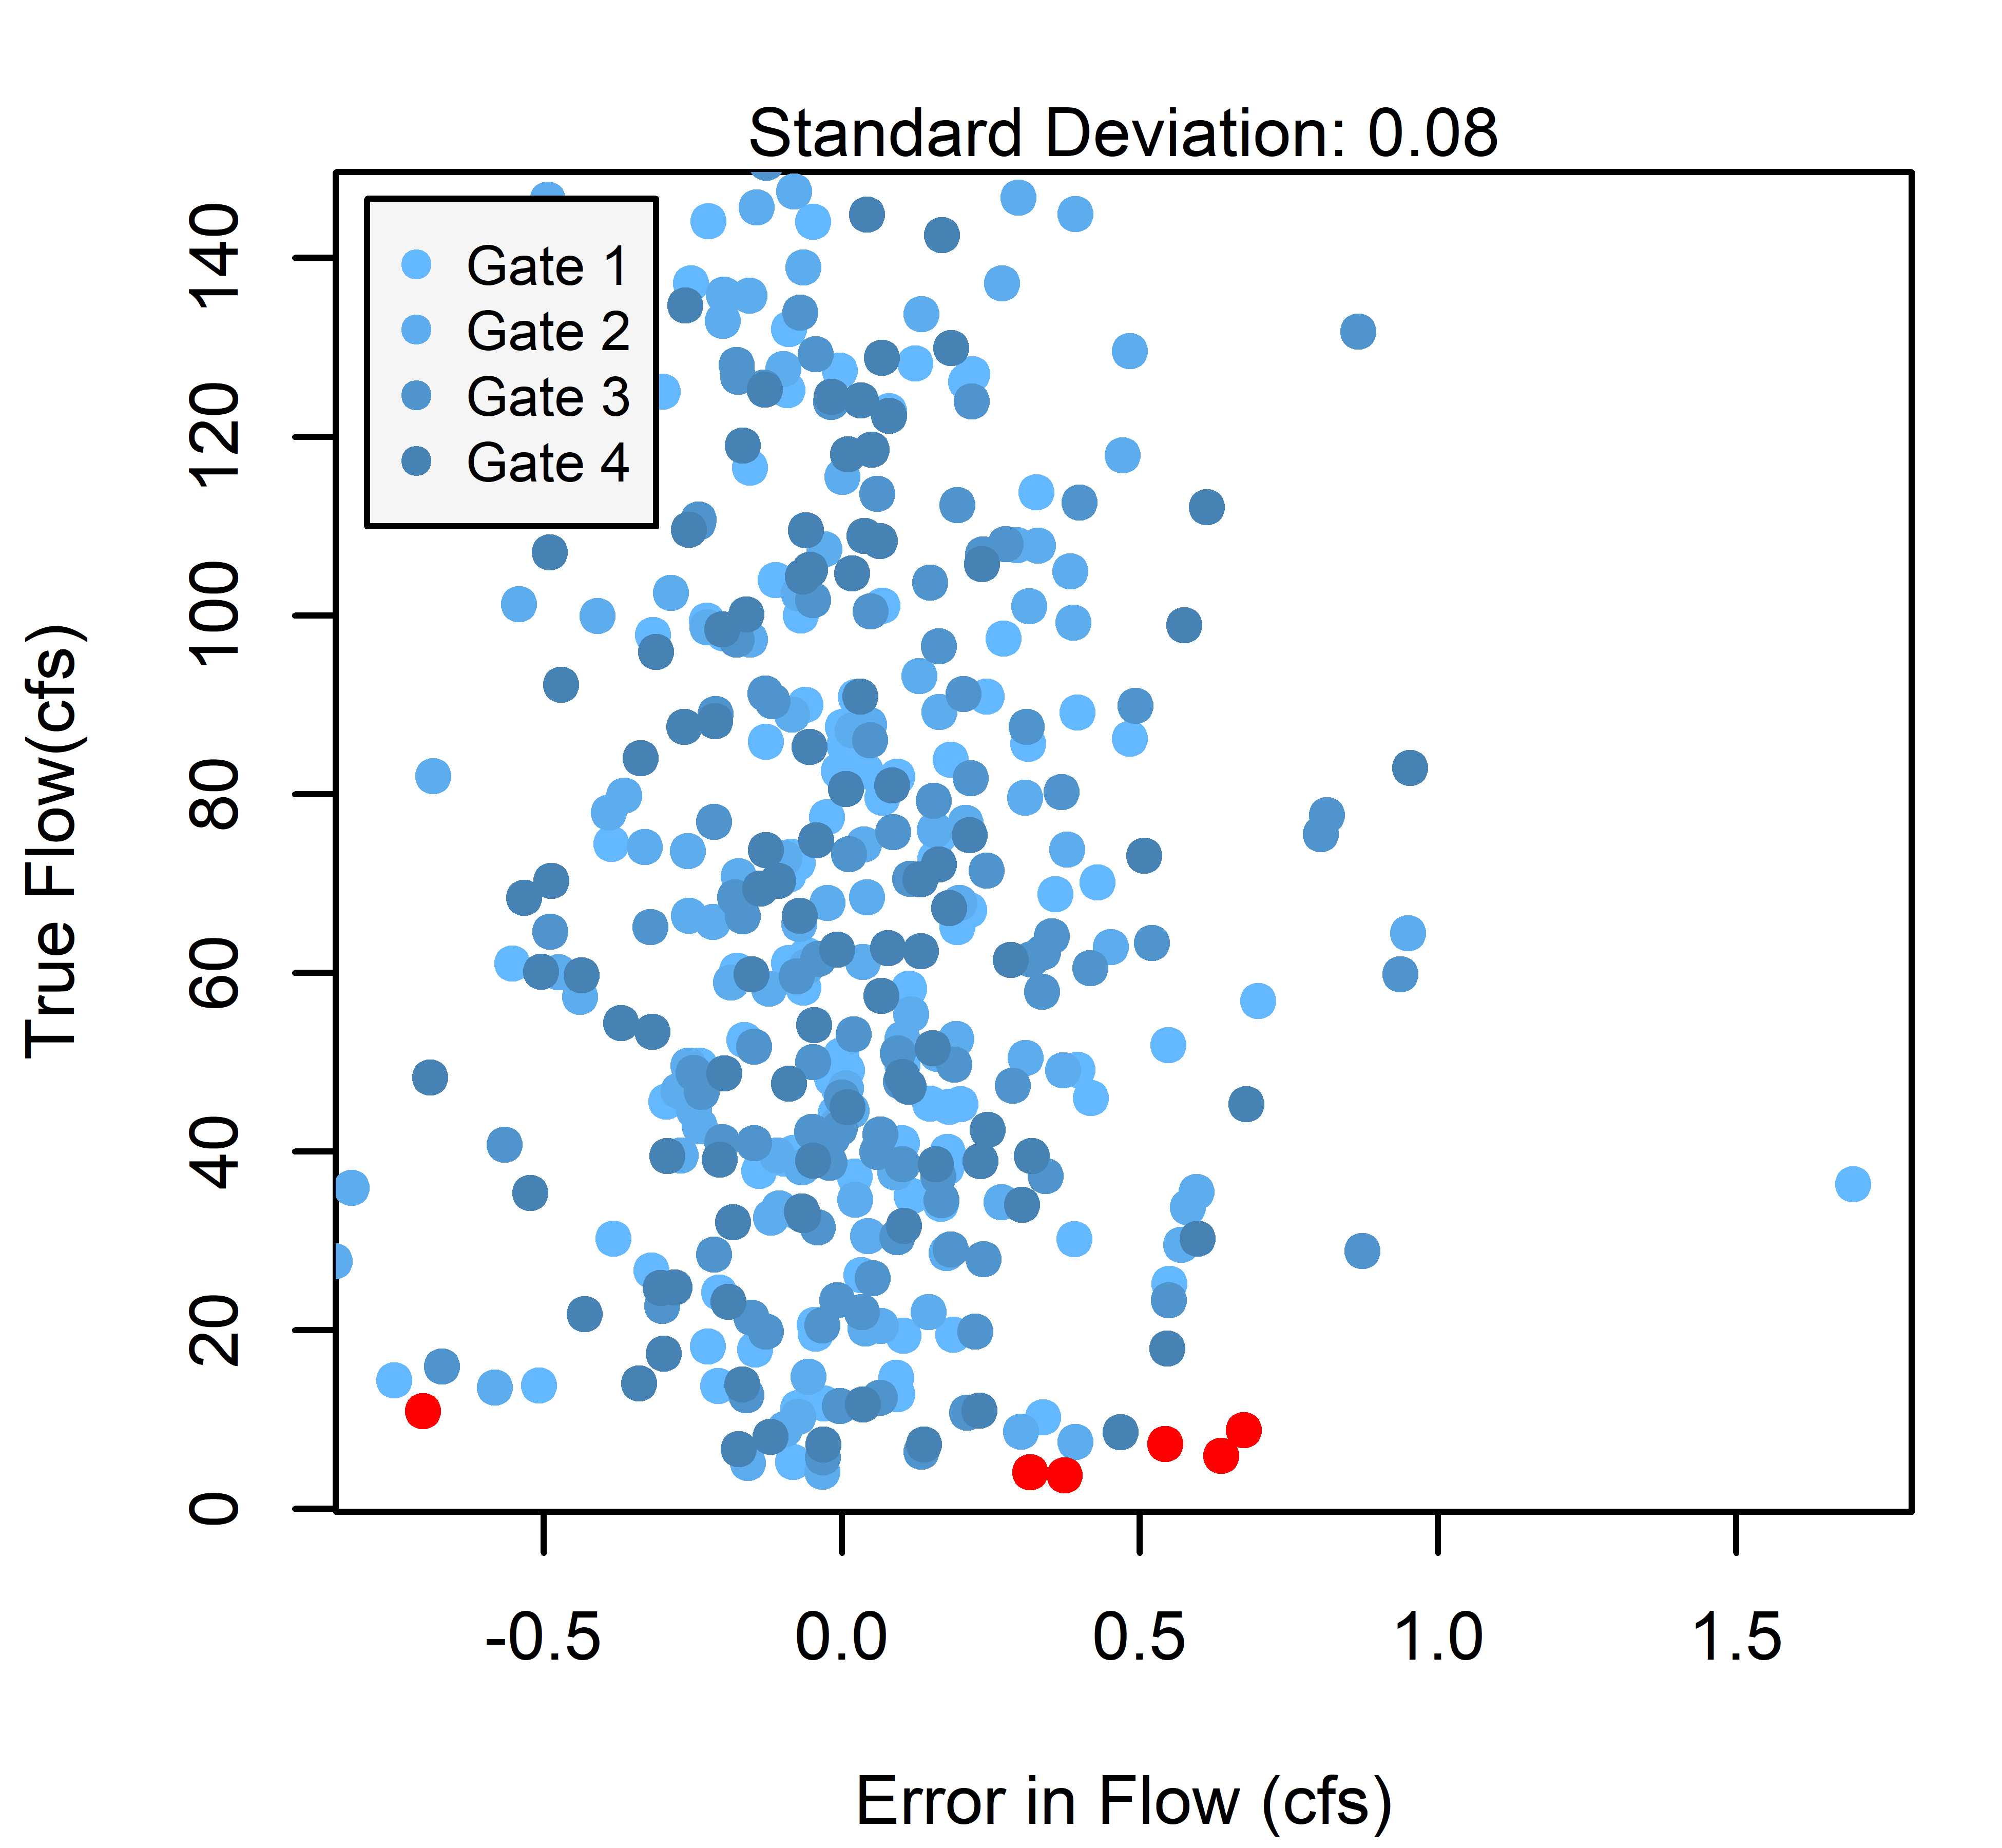 Standard Deviation: 0.08
Gate 1
Gate 2
Gate 3
Gate 4
True Flow(cfs)
140
120
100
80
60
40
20
0
-0.5 0.0 0.5 1.0 1.5
Error in Flow (cfs)